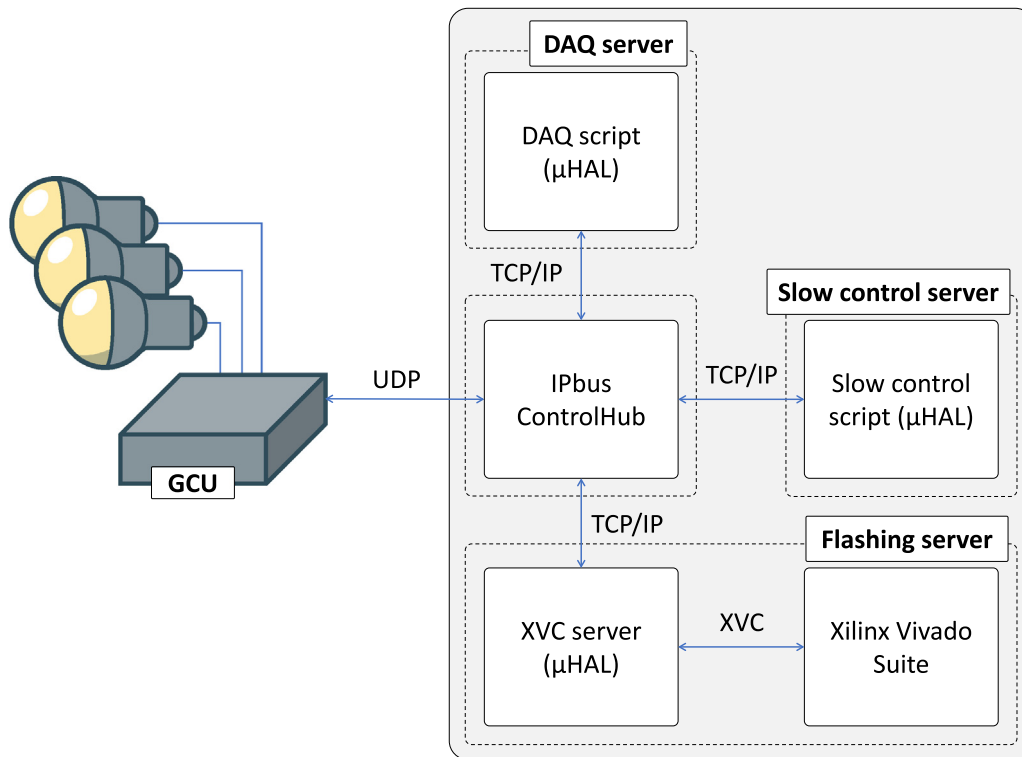 DAQ server
DAQ script
(µHAL)
TCP/IP
Slow control server
UDP
IPbus
ControlHub
TCP/IP
Slow control
script (µHAL)
GCU
TCP/IP
Flashing server
XVC server
(µHAL)
XVC
Xilinx Vivado
Suite